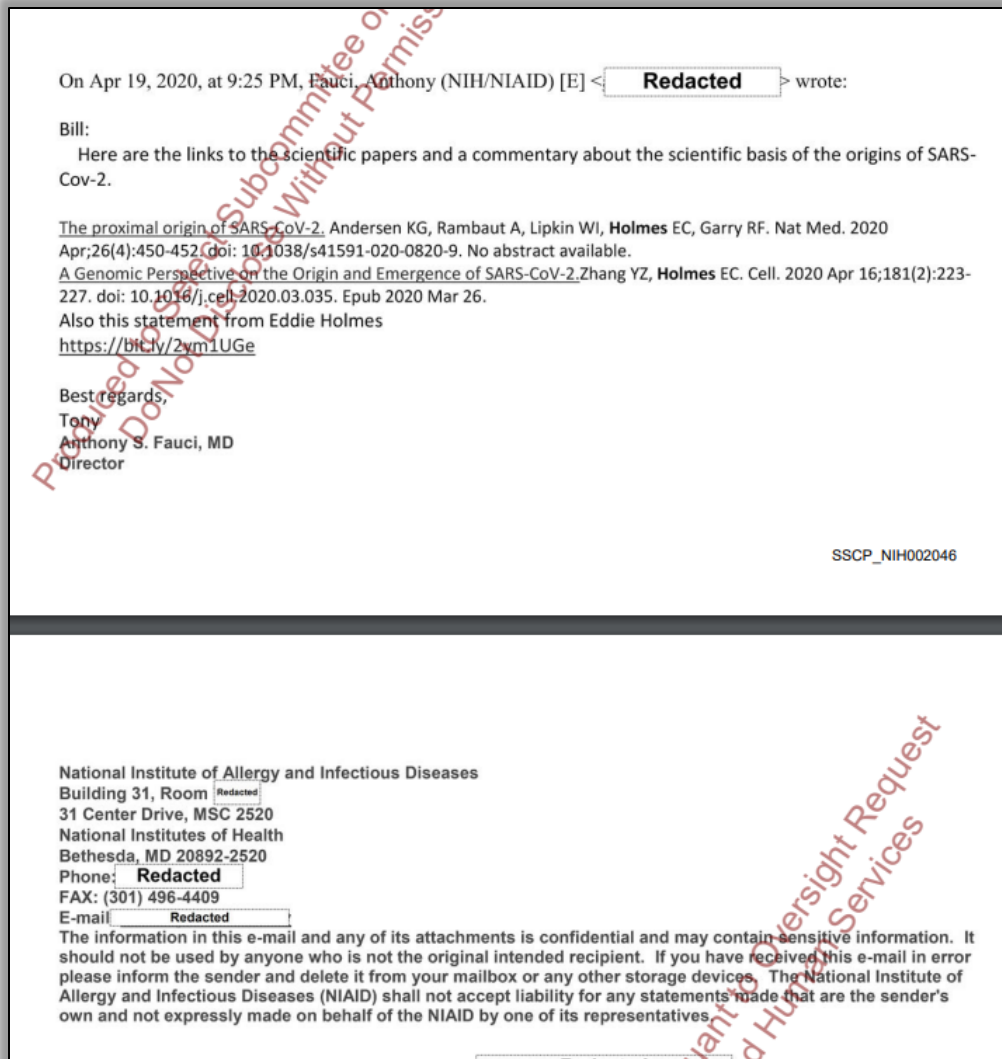 On Apr 19, 2020, at 9:25 PM, Fauci, Anthony (NIH/NIAID) [E] < Redacted > wrote:
Bill:
Here are the links to the scientific papers and a commentary about the scientific basis of the origins of SARS-
Cov-2.
The proximal origin of SARS-CoV-2. Andersen KG, Rambaut A, Lipkin WI, Holmes EC, Garry RF. Nat Med. 2020
Apr;26(4):450-452. doi: 10.1038/s41591-020-0820-9. No abstract available.
A Genomic Perspective on the Origin and Emergence of SARS-CoV-2.Zhang YZ, Holmes EC. Cell. 2020 Apr 16;181(2):223-
227. doi: 10.1016/j.cell.2020.03.035. Epub 2020 Mar 26.
Also this statement from Eddie Holmes
https://bit.ly/2ym1UGe
Best regards,
Tony
Anthony S. Fauci, MD
Director
Produced to Select Subcommittee
Do Not Disclose Without
SSCP_NIH002046
National Institute of Allergy and Infectious Diseases
Building 31, Room Redacted
31 Center Drive, MSC 2520
National Institutes of Health
Bethesda, MD 20892-2520
Phone: Redacted
FAX: (301) 496-4409
E-mail Redacted
The information in this e-mail and any of its attachments is confidential and may contain sensitive information. It
should not be used by anyone who is not the original intended recipient. If you have received this e-mail in error
please inform the sender and delete it from your mailbox or any other storage devices. The National Institute of
Allergy and Infectious Diseases (NIAID) shall not accept liability for any statements made that are the sender's
own and not expressly made on behalf of the NIAID by one of its representatives.
to Oversight Request
Human Services